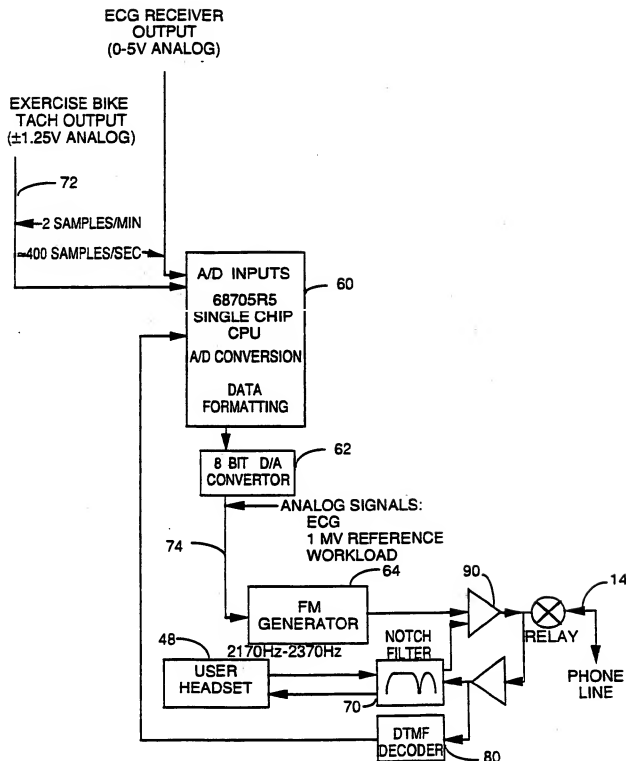 ECG RECEIVER
OUTPUT
(0-5V ANALOG)
EXERCISE BIKE
TACH OUTPUT
(±1.25V ANALOG)
72
2 SAMPLES/MIN
~400 SAMPLES/SEC
A/D INPUTS
68705R5
SINGLE CHIP
CPU
A/D CONVERSION
DATA
FORMATTING
60
8 BIT D/A
CONVERTOR
62
ANALOG SIGNALS:
ECG
1 MV REFERENCE
WORKLOAD
74
64
FM
GENERATOR
2170Hz-2370Hz
90
14
RELAY
PHONE
LINE
48
USER
HEADSET
NOTCH
FILTER
70
DTMF
DECODER
80